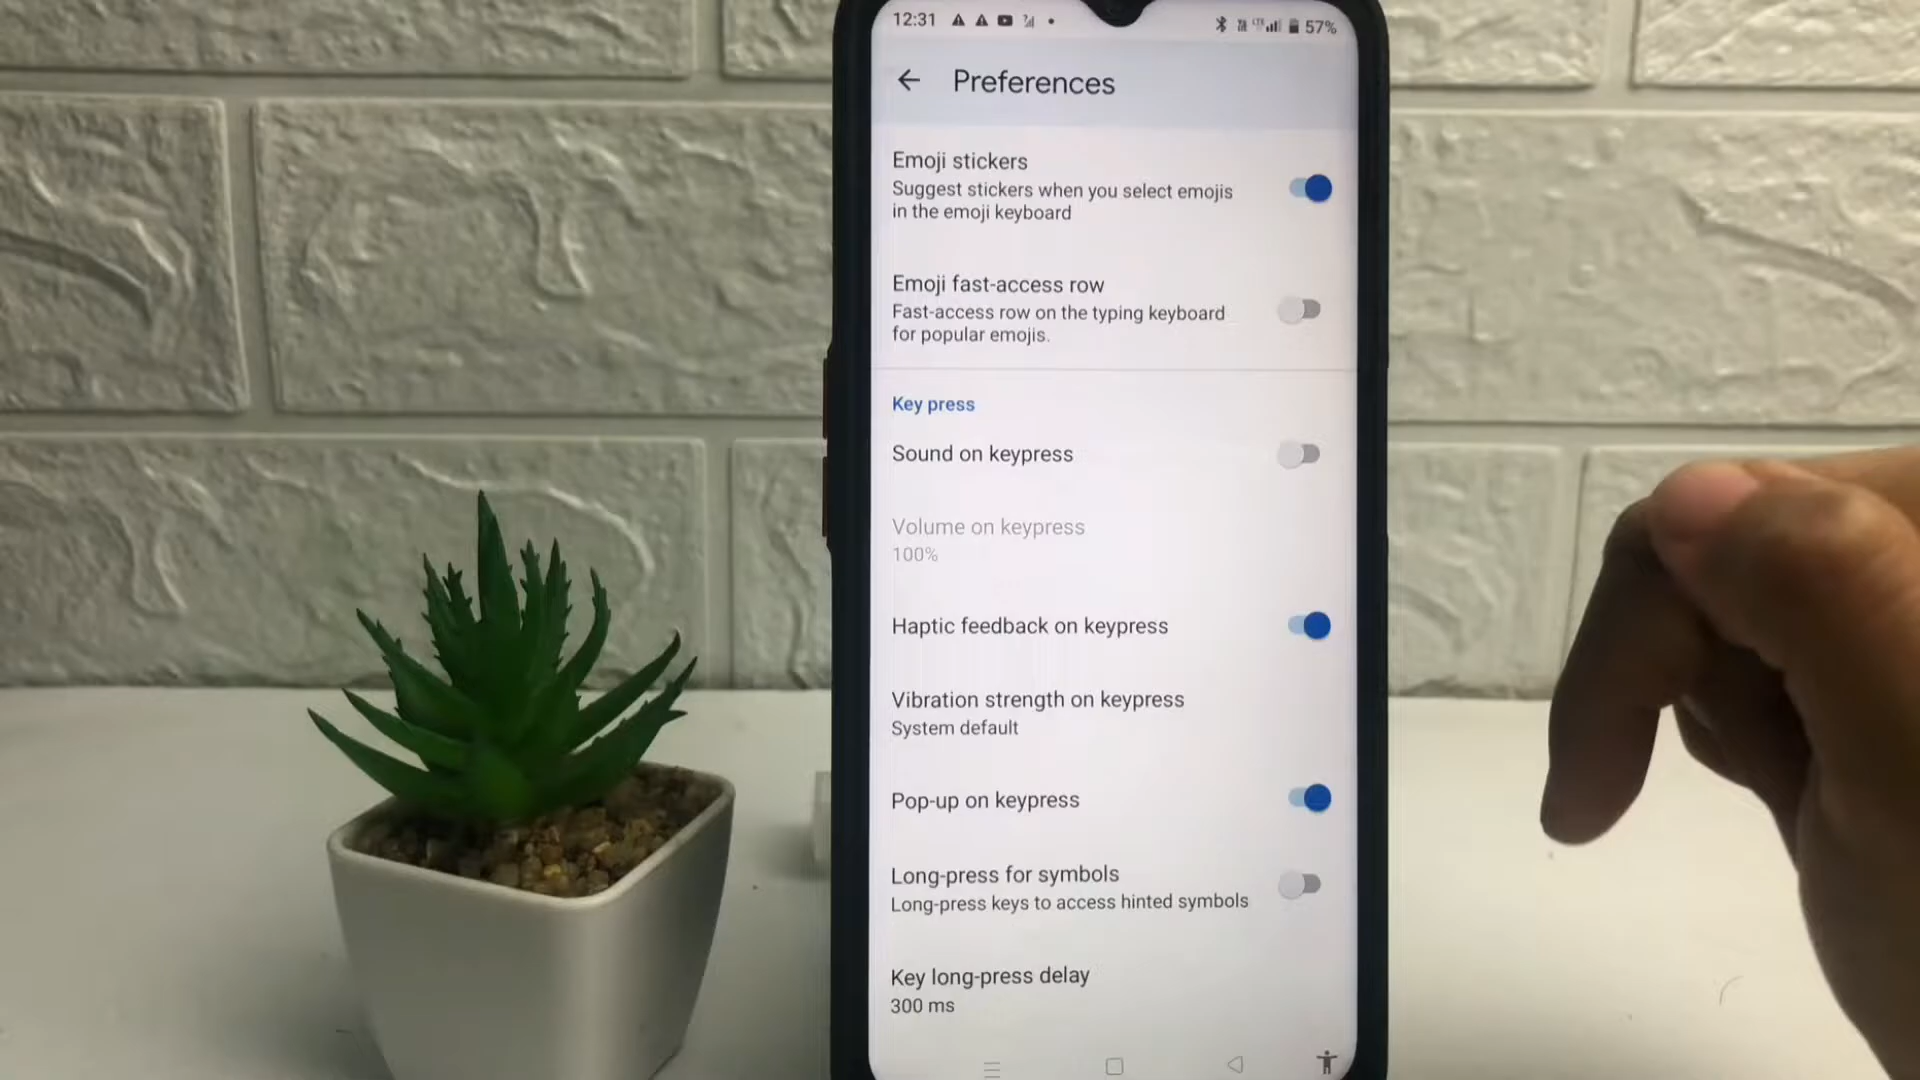 12:31
57%
Preferences
Emoji stickers
Suggest stickers when you select emojis
in the emoji keyboard
Emoji fast-access row
Fast-access row on the typing keyboard
for popular emojis.
Key press
Sound on keypress
Volume on keypress
100%
Haptic feedback on keypress
Vibration strength on keypress
System default
Pop-up on keypress
Long-press for symbols
Long-press keys to access hinted symbols
Key long-press delay
300 ms